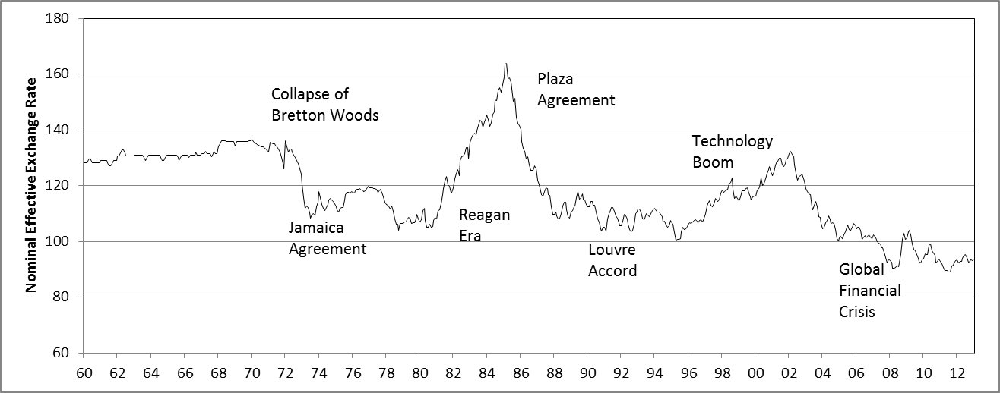 180
160
140
120
100
80
60
Nominal Effective Exchange Rate
Collapse of
Bretton Woods
Jamaica
Agreement
Reagan
Era
Plaza
Agreement
Louvre
Accord
Technology
Boom
Global
Financial
Crisis
60 62 64 66 68 70 72 74 76 78 80 82 84 86 88 90 92 94 96 98 00 02 04 06 08 10 12